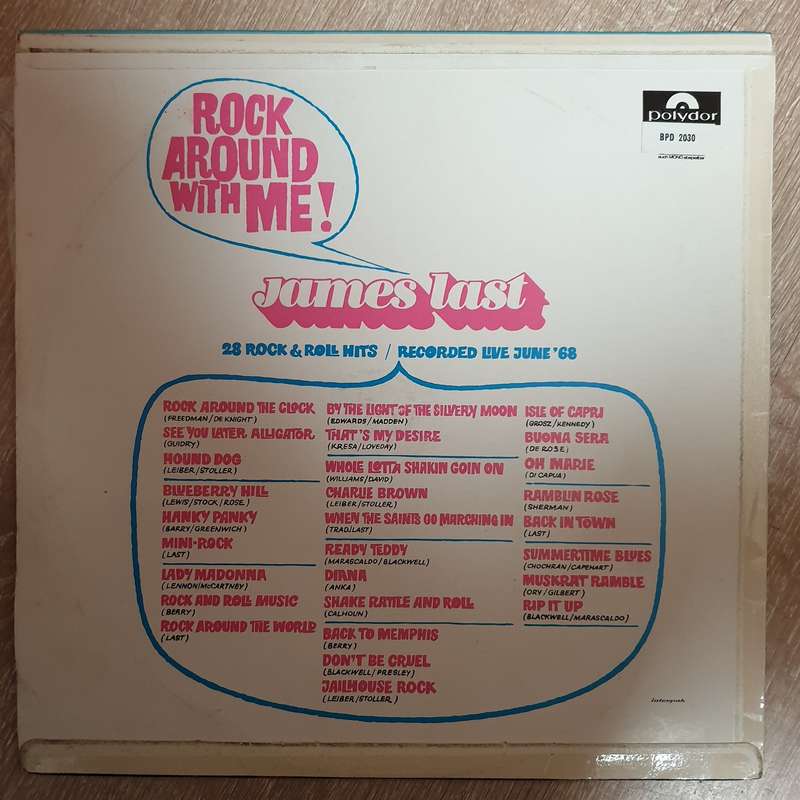 ROCK
AROUND
WITH ME!
polydor
BPD 2030
auch MONO abspielbar
james last
28 ROCK & ROLL HITS / RECORDED LIVE JUNE '68
ROCK AROUND THE CLOCK
(FREEDMAN/DE KNIGHT)
SEE YOU LATER, ALLIGATOR
(GUIDRY)
HOUND DOG
(LEIBER/STOLLER)
BLUEBERRY HILL
(LEWIS/STOCK/ROSE)
HANKY PANKY
(BARRY/GREENWICH)
MINI-ROCK
(LAST)
LADY MADONNA
(LENNON/McCARTNEY)
ROCK AND ROLL MUSIC
(BERRY)
ROCK AROUND THE WORLD
(LAST)
BY THE LIGHT OF THE SILVERY MOON
(EDWARDS/MADDEN)
THAT'S MY DESIRE
(KRESA/LOVEDAY)
WHOLE LOTTA SHAKIN GOIN ON
(WILLIAMS/DAVID)
CHARLIE BROWN
(LEIBER/STOLLER)
WHEN THE SAINTS GO MARCHING IN
(TRAD/LAST)
READY TEDDY
(MARASCALDO/BLACKWELL)
DIANA
(ANKA)
SHAKE RATTLE AND ROLL
(CALHOUN)
BACK TO MEMPHIS
(BERRY)
DON'T BE CRUEL
(BLACKWELL/PRESLEY)
JAILHOUSE ROCK
(LEIBER/STOLLER)
ISLE OF CAPRI
(GROSZ/KENNEDY)
BUONA SERA
(DE ROSE)
OH MARIE
(DI CAPUA)
RAMBLIN ROSE
(SHERMAN)
BACK IN TOWN
(LAST)
SUMMERTIME BLUES
(CHOCHRAN/CAPEHART)
MUSKRAT RAMBLE
(ORY/GILBERT)
RIP IT UP
(BLACKWELL/MARASCALDO)
interpak